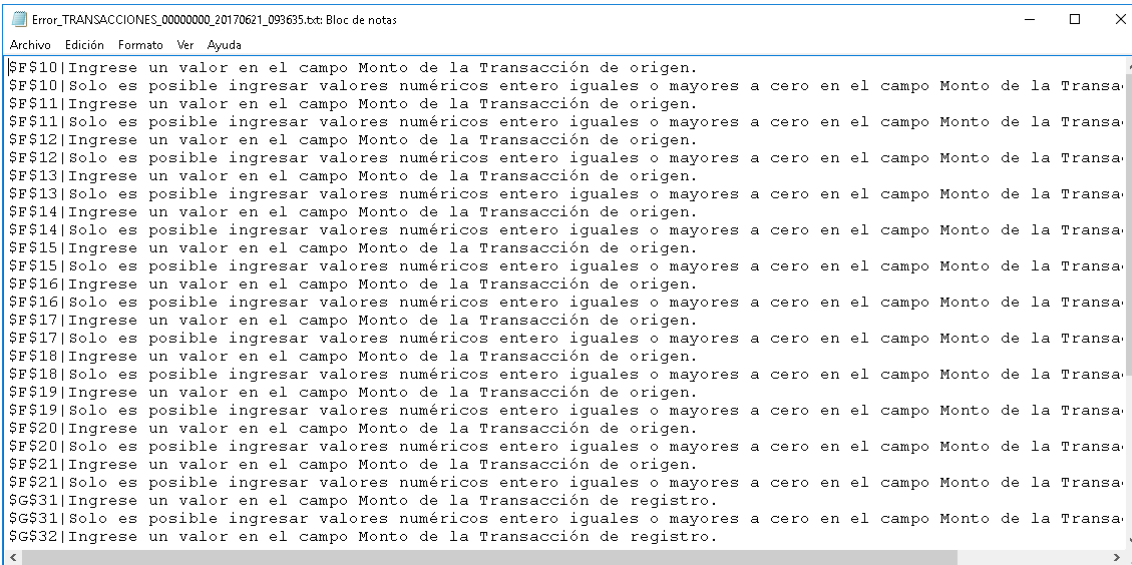 Error_TRANSACCIONES_00000000_20170621_093635.txt: Bloc de notas
Archivo Edición Formato Ver Ayuda
$F$10|Ingrese un valor en el campo Monto de la Transacción de origen.
$F$10|Solo es posible ingresar valores numéricos entero iguales o mayores a cero en el campo Monto de la Transa
$F$11|Ingrese un valor en el campo Monto de la Transacción de origen.
$F$11|Solo es posible ingresar valores numéricos entero iguales o mayores a cero en el campo Monto de la Transa
$F$12|Ingrese un valor en el campo Monto de la Transacción de origen.
$F$12|Solo es posible ingresar valores numéricos entero iguales o mayores a cero en el campo Monto de la Transa
$F$13|Ingrese un valor en el campo Monto de la Transacción de origen.
$F$13|Solo es posible ingresar valores numéricos entero iguales o mayores a cero en el campo Monto de la Transa
$F$14|Ingrese un valor en el campo Monto de la Transacción de origen.
$F$14|Solo es posible ingresar valores numéricos entero iguales o mayores a cero en el campo Monto de la Transa
$F$15|Ingrese un valor en el campo Monto de la Transacción de origen.
$F$15|Solo es posible ingresar valores numéricos entero iguales o mayores a cero en el campo Monto de la Transa
$F$16|Ingrese un valor en el campo Monto de la Transacción de origen.
$F$16|Solo es posible ingresar valores numéricos entero iguales o mayores a cero en el campo Monto de la Transa
$F$17|Ingrese un valor en el campo Monto de la Transacción de origen.
$F$17|Solo es posible ingresar valores numéricos entero iguales o mayores a cero en el campo Monto de la Transa
$F$18|Ingrese un valor en el campo Monto de la Transacción de origen.
$F$18|Solo es posible ingresar valores numéricos entero iguales o mayores a cero en el campo Monto de la Transa
$F$19|Ingrese un valor en el campo Monto de la Transacción de origen.
$F$19|Solo es posible ingresar valores numéricos entero iguales o mayores a cero en el campo Monto de la Transa
$F$20|Ingrese un valor en el campo Monto de la Transacción de origen.
$F$20|Solo es posible ingresar valores numéricos entero iguales o mayores a cero en el campo Monto de la Transa
$F$21|Ingrese un valor en el campo Monto de la Transacción de origen.
$F$21|Solo es posible ingresar valores numéricos entero iguales o mayores a cero en el campo Monto de la Transa
$G$31|Ingrese un valor en el campo Monto de la Transacción de registro.
$G$31|Solo es posible ingresar valores numéricos entero iguales o mayores a cero en el campo Monto de la Transa
$G$32|Ingrese un valor en el campo Monto de la Transacción de registro.